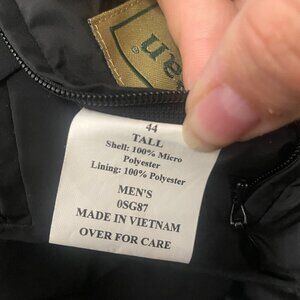 44
TALL
Shell: 100% Micro
Polyester
Lining: 100% Polyester
MEN'S
0SG87
MADE IN VIETNAM
OVER FOR CARE